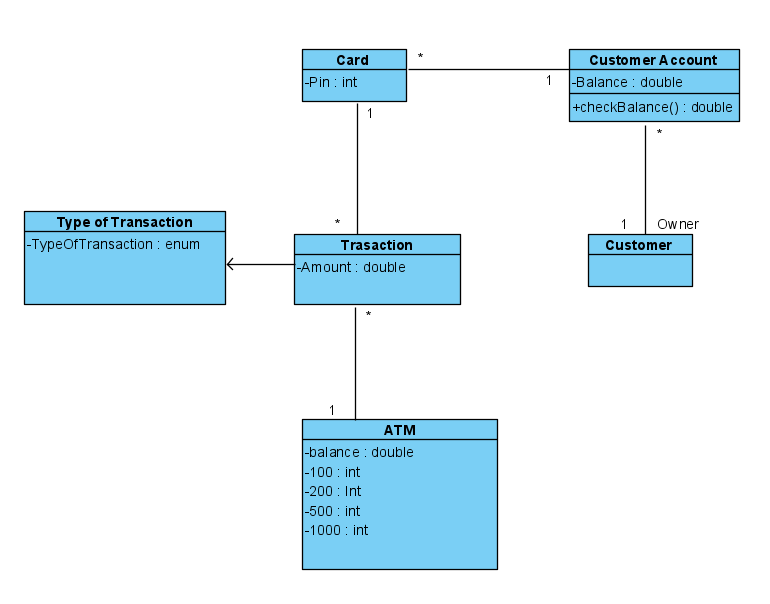 Card
-Pin : int
*
1
Customer Account
-Balance : double
+checkBalance() : double
1
*
*
1
Owner
Customer
Type of Transaction
-TypeOfTransaction : enum
Trasaction
-Amount : double
*
1
ATM
-balance : double
-100 : int
-200 : Int
-500 : int
-1000 : int